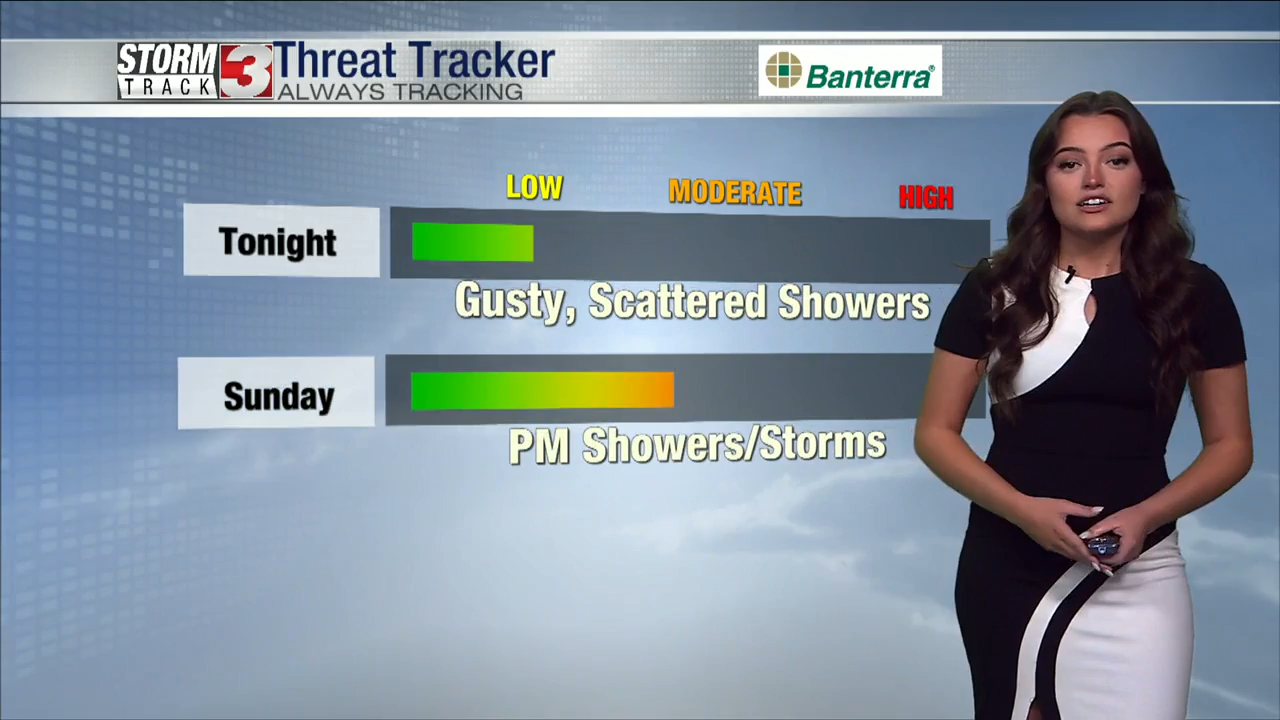 STORM
TRACK
3
Threat Tracker
ALWAYS TRACKING
Banterra®
LOW
MODERATE
HIGH
Tonight
Gusty, Scattered Showers
Sunday
PM Showers/Storms